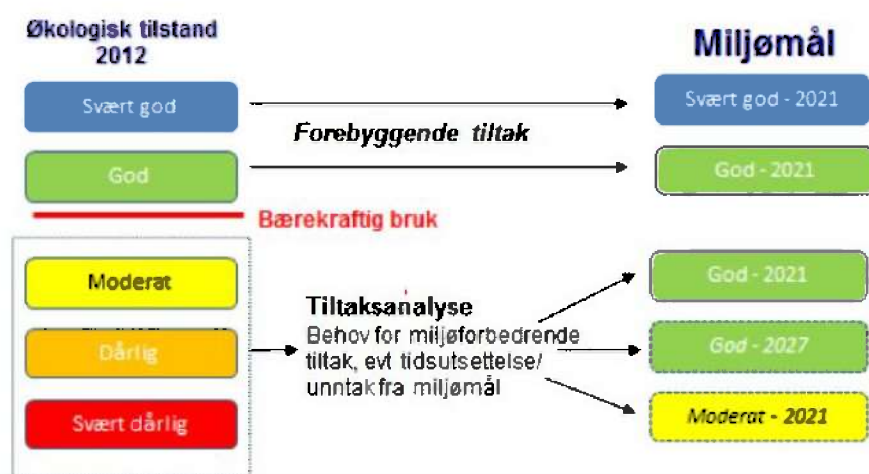 Økologisk tilstand
2012
Miljømål
Svært god
Svært god - 2021
Forebyggende tiltak
God
God - 2021
Bærekraftig bruk
Moderat
Dårlig
Svært dårlig
Tiltaksanalyse
Behov for miljøforbedrende
tiltak, evt tidsutsettelse/
unntak fra miljømål
God - 2021
God - 2027
Moderat - 2021